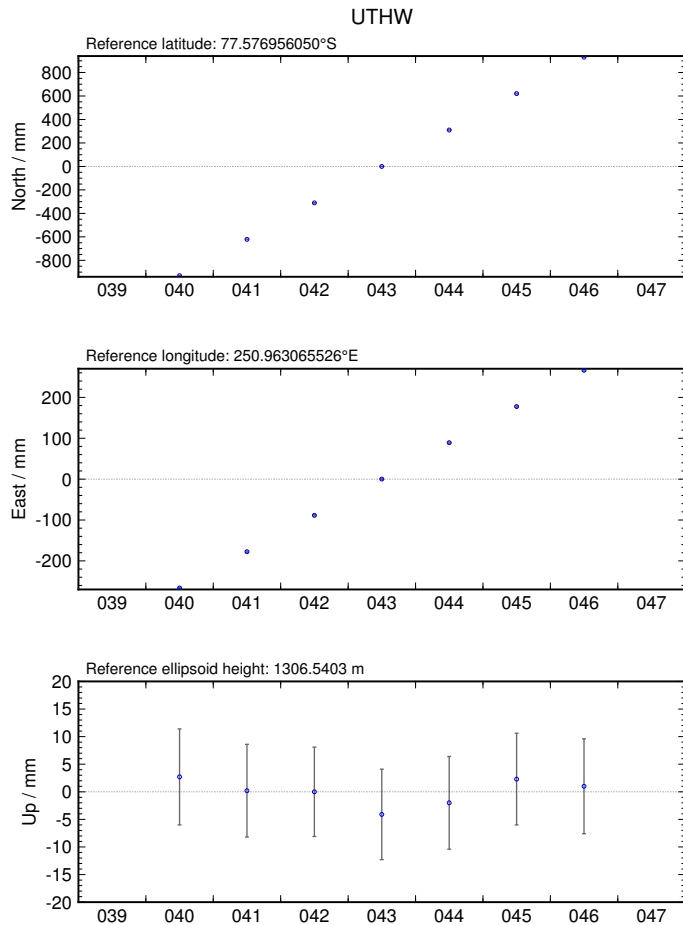 UTHW
Reference latitude: 77.576956050°S
North / mm
800
600
400
200
0
-200
-400
-600
-800
039 040 041 042 043 044 045 046 047
Reference longitude: 250.963065526°E
East / mm
200
100
0
-100
-200
039 040 041 042 043 044 045 046 047
Reference ellipsoid height: 1306.5403 m
Up / mm
20
15
10
5
0
-5
-10
-15
-20
039 040 041 042 043 044 045 046 047